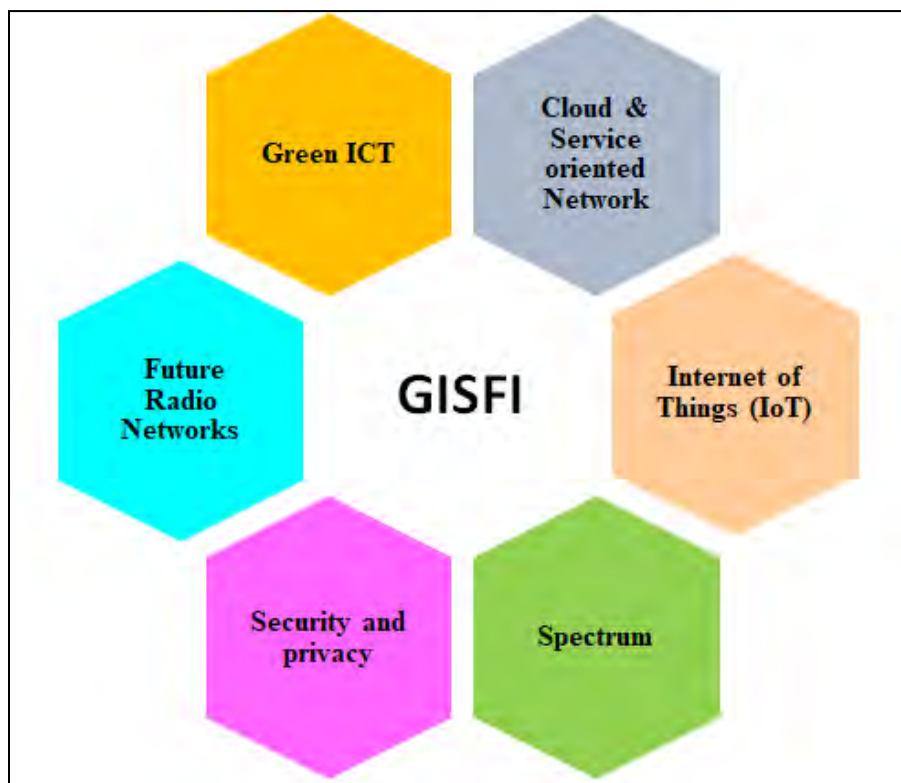 Green ICT
Cloud &
Service
oriented
Network
Future
Radio
Networks
GISFI
Internet of
Things (IoT)
Security and
privacy
Spectrum